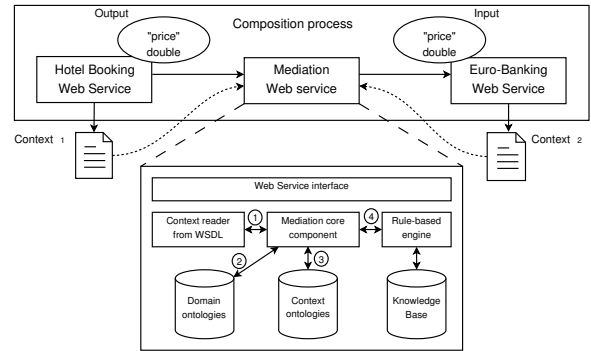 Output
Composition process
Input
"price"
double
"price"
double
Hotel Booking
Web Service
Mediation
Web service
Euro-Banking
Web Service
Context 1
Context 2
Web Service interface
Context reader
from WSDL
1
Mediation core
component
4
Rule-based
engine
2
3
Domain
ontologies
Context
ontologies
Knowledge
Base